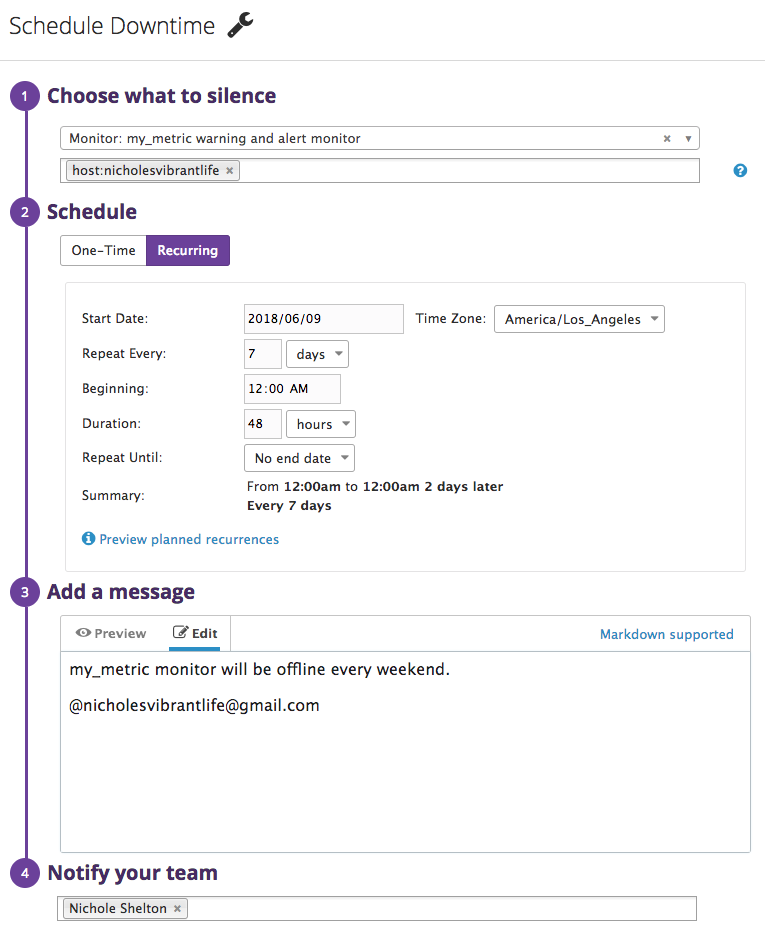 Schedule Downtime
1 Choose what to silence
Monitor: my_metric warning and alert monitor × ▼
host:nicholesvibrantlife ×
?
2 Schedule
One-Time Recurring
Start Date: 2018/06/09 Time Zone: America/Los_Angeles
Repeat Every: 7 days
Beginning: 12:00 AM
Duration: 48 hours
Repeat Until: No end date
Summary: From 12:00am to 12:00am 2 days later
Every 7 days
i Preview planned recurrences
3 Add a message
Preview Edit Markdown supported
my_metric monitor will be offline every weekend.
@nicholesvibrantlife@gmail.com
4 Notify your team
Nichole Shelton ×